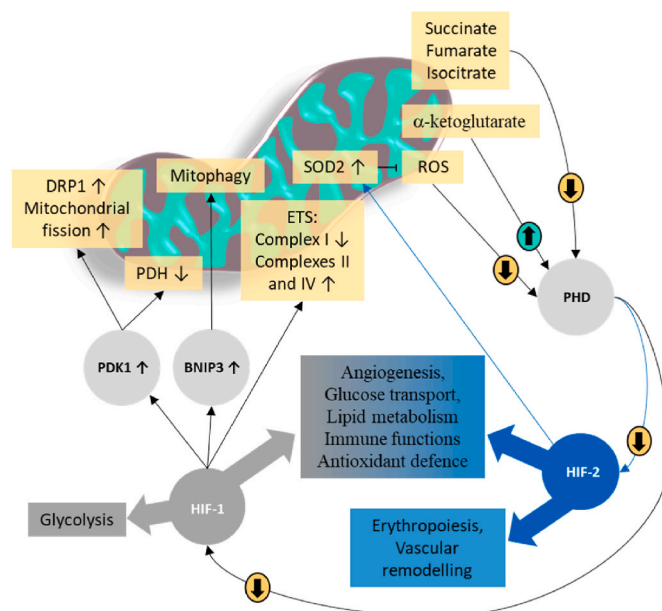 Succinate
Fumarate
Isocitrate
α-ketoglutarate
SOD2 ↑
ROS
Mitophagy
DRP1 ↑
Mitochondrial
fission ↑
ETS:
Complex I ↓
Complexes II
and IV ↑
PDH ↓
PHD
PDK1 ↑
BNIP3 ↑
Angiogenesis,
Glucose transport,
Lipid metabolism
Immune functions
Antioxidant defence
HIF-2
HIF-1
Glycolysis
Erythropoiesis,
Vascular
remodelling